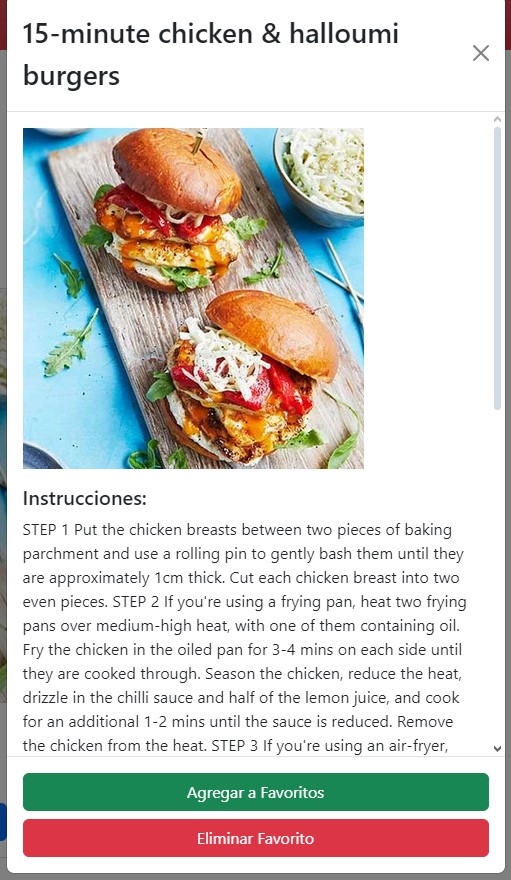 15-minute chicken & halloumi
burgers
Instrucciones:
STEP 1 Put the chicken breasts between two pieces of baking
parchment and use a rolling pin to gently bash them until they
are approximately 1cm thick. Cut each chicken breast into two
even pieces. STEP 2 If you're using a frying pan, heat two frying
pans over medium-high heat, with one of them containing oil.
Fry the chicken in the oiled pan for 3-4 mins on each side until
they are cooked through. Season the chicken, reduce the heat,
drizzle in the chilli sauce and half of the lemon juice, and cook
for an additional 1-2 mins until the sauce is reduced. Remove
the chicken from the heat. STEP 3 If you're using an air-fryer,
Agregar a Favoritos
Eliminar Favorito